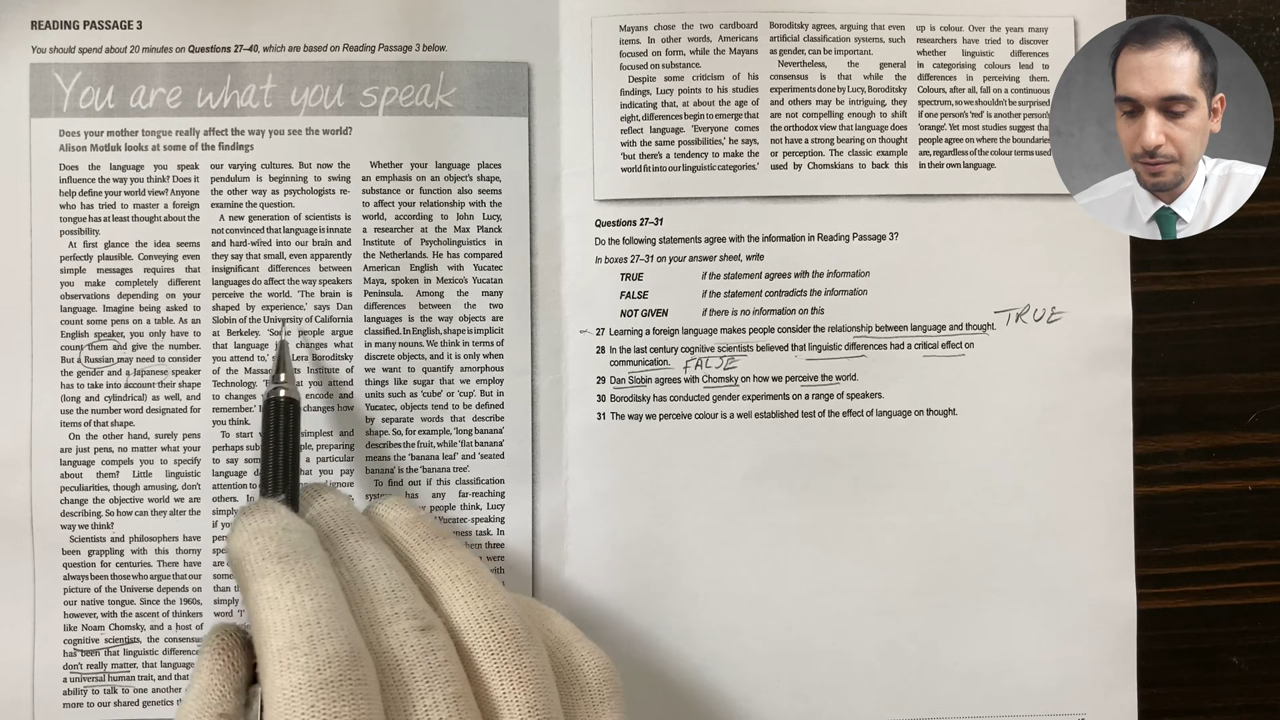 READING PASSAGE 3
You should spend about 20 minutes on Questions 27–40, which are based on Reading Passage 3 below.
You are what you speak
Does your mother tongue really affect the way you see the world?
Alison Motluk looks at some of the findings
Does the language you speak
influence the way you think? Does it
help define your world view? Anyone
who has tried to master a foreign
tongue has at least thought about the
possibility.
At first glance the idea seems
perfectly plausible. Conveying even
simple messages requires that
you make completely different
observations depending on your
language. Imagine being asked to
count some pens on a table. As an
English speaker, you only have to
count them and give the number.
But a Russian may need to consider
the gender and a Japanese speaker
has to take into account their shape
(long and cylindrical) as well, and
use the number word designated for
items of that shape.
On the other hand, surely pens
are just pens, no matter what your
language compels you to specify
about them? Little linguistic
peculiarities, though amusing, don't
change the objective world we are
describing. So how can they alter the
way we think?
Scientists and philosophers have
been grappling with this thorny
question for centuries. There have
always been those who argue that our
picture of the Universe depends on
our native tongue. Since the 1960s,
however, with the ascent of thinkers
like Noam Chomsky, and a host of
cognitive scientists, the consensus
has been that linguistic difference
don't really matter, that language
a universal human trait, and that
ability to talk to one another
more to our shared genetics
our varying cultures. But now the
pendulum is beginning to swing
the other way as psychologists re-
examine the question.
A new generation of scientists is
not convinced that language is innate
and hard-wired into our brain and
they say that small, even apparently
insignificant differences between
languages do affect the way speakers
perceive the world. 'The brain is
shaped by experience,' says Dan
Slobin of the University of California
at Berkeley. people argue
that language changes what
you attend to,' Lera Boroditsky
of the Institute of
Technology. at you attend
to changes encode and
remember.' changes how
you think.
To start simplest and
perhaps preparing
to say a particular
language hat you pay
attention to ignore
others. In
simply
if you
are
some
than
simply
word 'I'
Whether your language places
an emphasis on an object's shape,
substance or function also seems
to affect your relationship with the
world, according to John Lucy,
a researcher at the Max Planck
Institute of Psycholinguistics in
the Netherlands. He has compared
American English with Yucatec
Maya, spoken in Mexico's Yucatan
Peninsula. Among the many
differences between the two
languages is the way objects are
classified. In English, shape is implicit
in many nouns. We think in terms of
discrete objects, and it is only when
we want to quantify amorphous
things like sugar that we employ
units such as 'cube' or 'cup'. But in
Yucatec, objects tend to be defined
by separate words that describe
shape. So, for example, 'long banana'
describes the fruit, while 'flat banana'
means the 'banana leaf' and 'seated
banana' is the 'banana tree'.
To find out if this classification
has any far-reaching
people think, Lucy
Yucatec-speaking
task. In
three
were
with
Mayans chose the two cardboard
items. In other words, Americans
focused on form, while the Mayans
focused on substance.
Despite some criticism of his
findings, Lucy points to his studies
indicating that, at about the age of
eight, differences begin to emerge that
reflect language. 'Everyone comes
with the same possibilities,' he says,
'but there's a tendency to make the
world fit into our linguistic categories.'
Boroditsky agrees, arguing that even
artificial classification systems, such
as gender, can be important.
Nevertheless, the general
consensus is that while the
experiments done by Lucy, Boroditsky
and others may be intriguing, they
are not compelling enough to shift
the orthodox view that language does
not have a strong bearing on thought
or perception. The classic example
used by Chomskians to back this
up is colour. Over the years many
researchers have tried to discover
whether linguistic differences
in categorising colours lead to
differences in perceiving them.
Colours, after all, fall on a continuous
spectrum, so we shouldn't be surprised
if one person's 'red' is another person's
'orange'. Yet most studies suggest that
people agree on where the boundaries
are, regardless of the colour terms used
in their own language.
Questions 27–31
Do the following statements agree with the information in Reading Passage 3?
In boxes 27–31 on your answer sheet, write
TRUE if the statement agrees with the information
FALSE if the statement contradicts the information
NOT GIVEN if there is no information on this
27 Learning a foreign language makes people consider the relationship between language and thought. TRUE
28 In the last century cognitive scientists believed that linguistic differences had a critical effect on
communication. FALSE
29 Dan Slobin agrees with Chomsky on how we perceive the world.
30 Boroditsky has conducted gender experiments on a range of speakers.
31 The way we perceive colour is a well established test of the effect of language on thought.